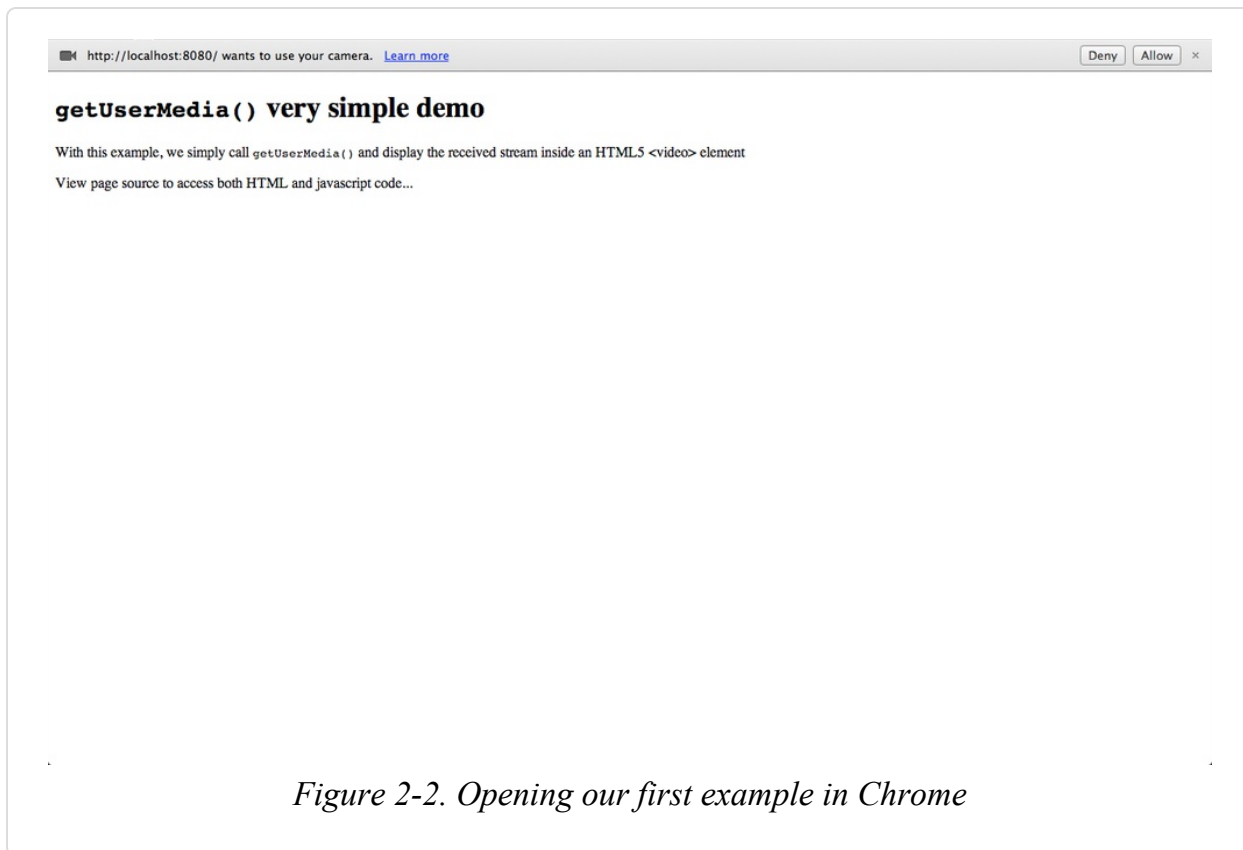 http://localhost:8080/ wants to use your camera. Learn more Deny Allow ×
getUserMedia() very simple demo
With this example, we simply call getUserMedia() and display the received stream inside an HTML5 <video> element
View page source to access both HTML and javascript code...
Figure 2-2. Opening our first example in Chrome